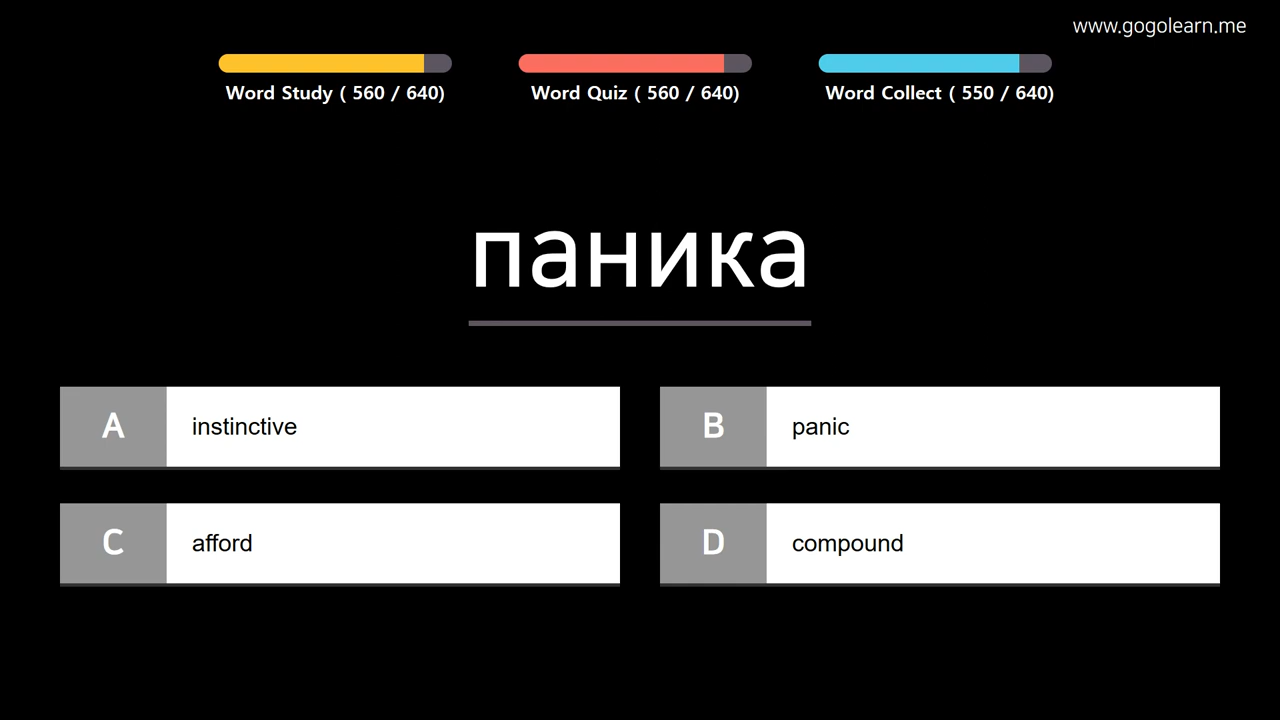 www.gogolearn.me
Word Study ( 560 / 640)
Word Quiz ( 560 / 640)
Word Collect ( 550 / 640)
паника
A instinctive
B panic
C afford
D compound